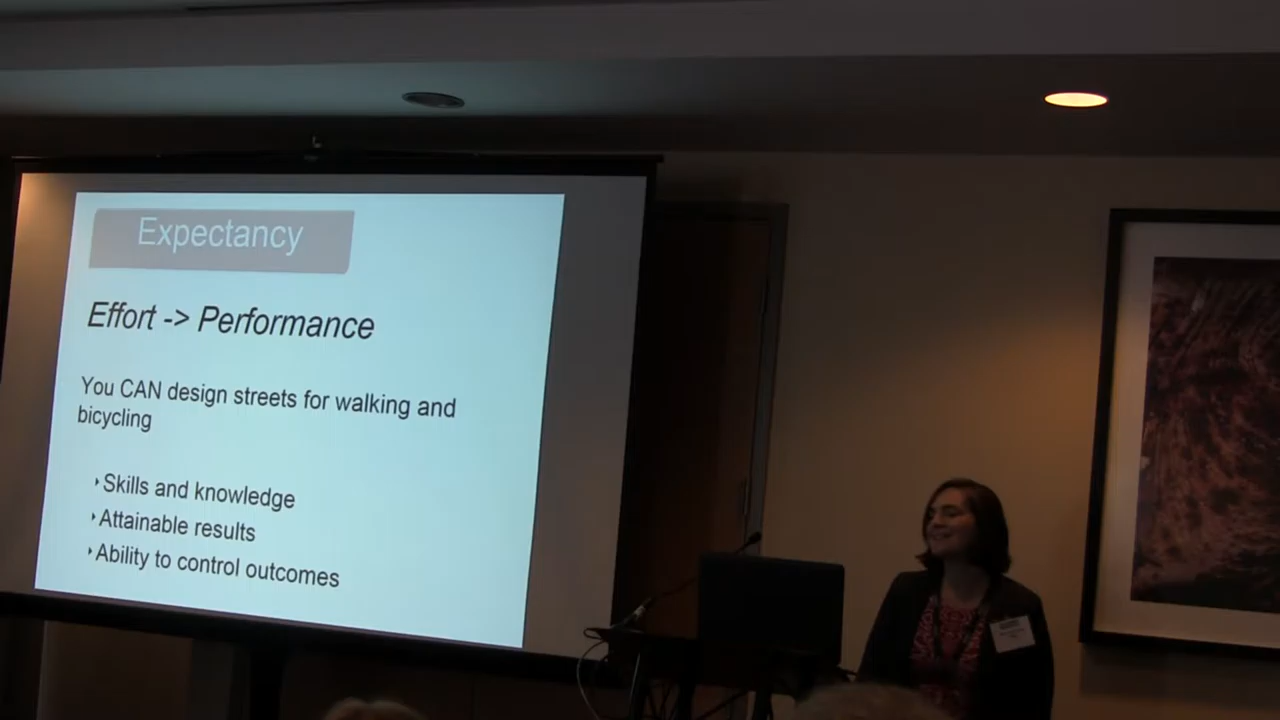 Expectancy
Effort -> Performance
You CAN design streets for walking and
bicycling
‣Skills and knowledge
‣Attainable results
‣Ability to control outcomes